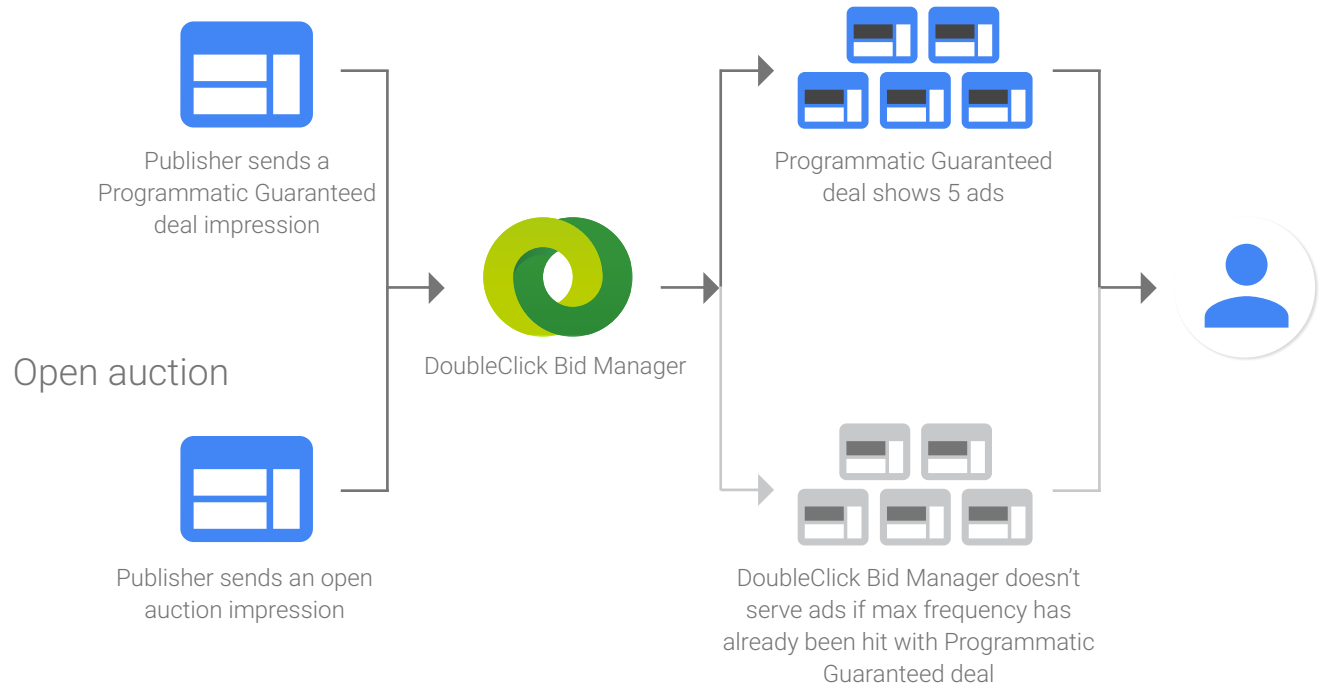 Publisher sends a
Programmatic Guaranteed
deal impression
DoubleClick Bid Manager
Programmatic Guaranteed
deal shows 5 ads
Open auction
Publisher sends an open
auction impression
DoubleClick Bid Manager doesn’t
serve ads if max frequency has
already been hit with Programmatic
Guaranteed deal